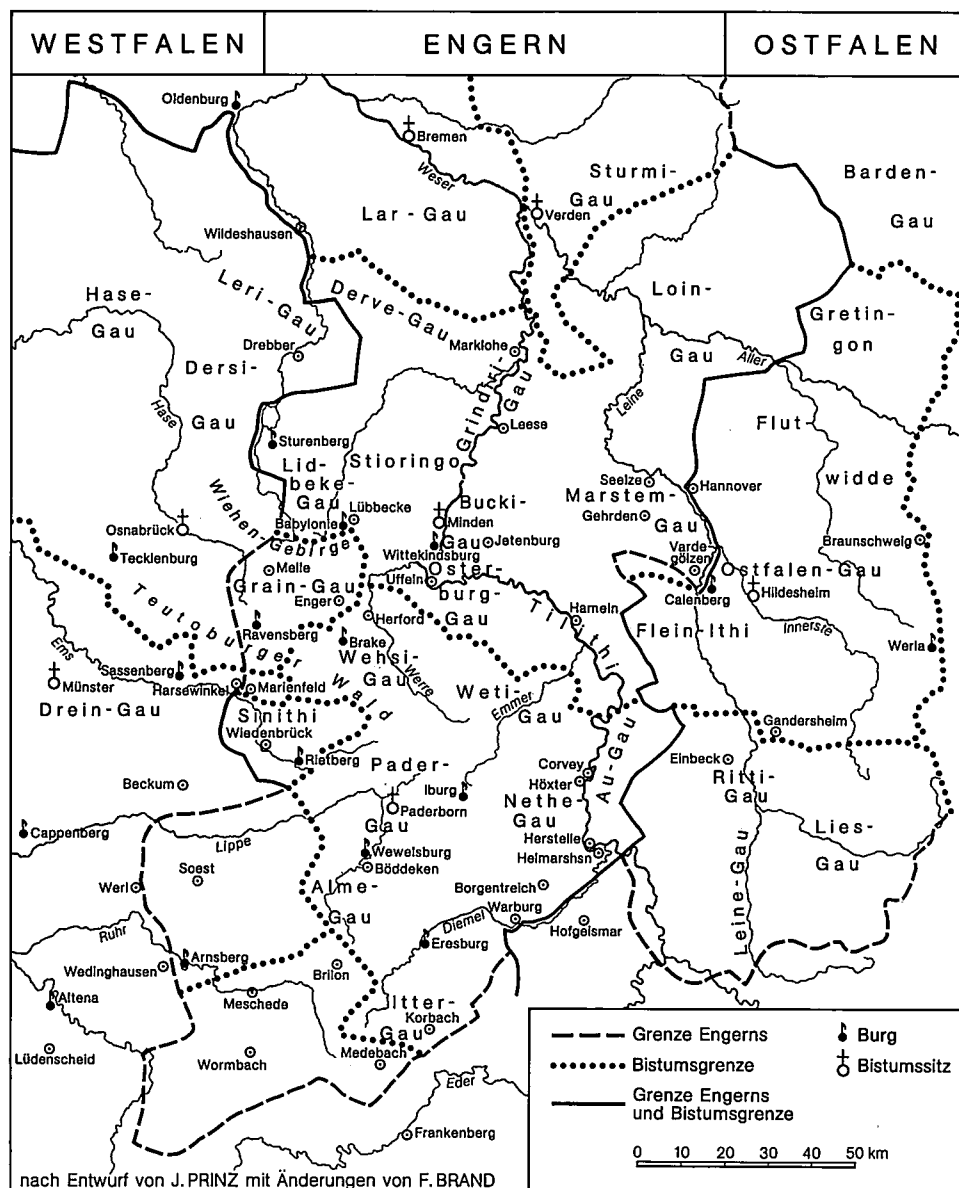 WESTFALEN
ENGERN
OSTFALEN
Oldenburg
Bremen
Weser
Sturmi-
Gau
Barden-
Gau
Verden
Lar-Gau
Wildeshausen
Leri-Gau
Derve-Gau
Hase-
Gau
Loin-
Gau
Gretin-
gon
Drebber
Marklohe
Aller
Dersi-
Gau
Hase
Leine
Grindiri-
Gau
Leese
Flut-
widde
Sturenberg
Stioringo
Lid-
beke-
Gau
Seelze
Hannover
Marstem-
Gau
Gehrden
Bucki-
Gau
Lübbecke
Minden
Babylonie
Wiehen-Gebirge
Osnabrück
Jetenburg
Braunschweig
Wittekindsburg
Varde-
gölzen
Tecklenburg
Melle
Oster-
burg-
Gau
Ostfalen-Gau
Uffeln
Grain-Gau
Calenberg
Hildesheim
Enger
Teutoburger
Wald
Herford
Hameln
Tilithi
Flein Ithi
Innerste
Ravensberg
Brake
Werla
Ems
Wehsi-
Gau
Werre
Sassenberg
Münster
Rarsewinkel
Marienfeld
Weti-
Gau
Emmer
Drein-Gau
Sinithi
Wiedenbrück
Gandersheim
Rietberg
Pader-
Gau
Au-Gau
Einbeck
Corvey
Ritti-
Gau
Beckum
Iburg
Höxter
Paderborn
Nethe-
Gau
Lies-
Gau
Cappenberg
Lippe
Herstelle
Wewelsburg
Helmarshsn
Böddeken
Soest
Werl
Alme-
Gau
Borgentreich
Leine-Gau
Warburg
Diemel
Hofgeismar
Ruhr
Eresburg
Arnsberg
Wedinghausen
Brilon
Altena
Meschede
Itter-
Gau
Korbach
Lüdenscheid
Wormbach
Medebach
Eder
Frankenberg
Grenze Engerns
Burg
Bistumsgrenze
Bistumssitz
Grenze Engerns
und Bistumsgrenze
0 10 20 30 40 50 km
nach Entwurf von J. PRINZ mit Änderungen von F. BRAND